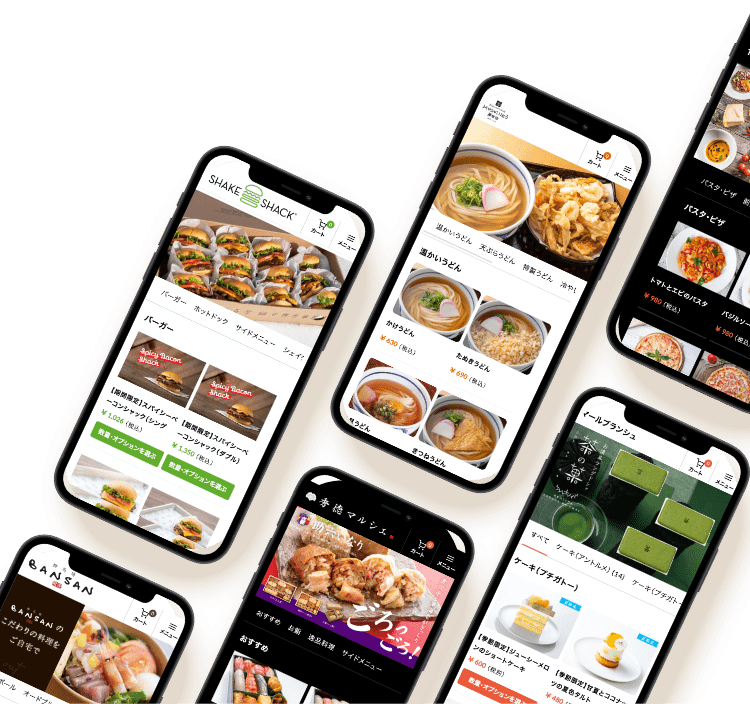 SHAKE SHACK
カート
メニュー
バーガー ホットドック サイドメニュー シェイク
バーガー
Spicy Bacon
Shack
Spicy Bacon
Shack
【期間限定】スパイシーベ
ーコンシャック(シング
¥ 1,026 (税込)
数量・オプションを選ぶ
【期間限定】スパイシーベ
ーコンシャック(ダブル)
¥ 1,350 (税込)
数量・オプションを選ぶ
カート
メニュー
温かいうどん 天ぷらうどん 特製うどん 冷やし
温かいうどん
かけうどん
¥ 630 (税込)
たぬきうどん
¥ 690 (税込)
きつねうどん
パスタ・ピザ
パスタ・ピザ
トマトとエビのパスタ
¥ 980 (税込)
バジルソー
¥ 980 (税込)
BANSAN
カート
メニュー
BANSANの
こだわりの料理を
ご自宅で
カート
メニュー
ごろっ
ごろ!
おすすめ お鮨 逸品料理 サイドメニュー
おすすめ
マールブランシュ
カート
メニュー
すべて ケーキ(アントルメ) (14) ケーキ(プチガトー)
ケーキ(プチガトー)
【季節限定】ジューシーメロ
ンのショートケーキ
¥ 600 (税抜)
数量・オプションを選ぶ
【季節限定】甘夏とココナッ
ツの夏色タルト
¥ 480